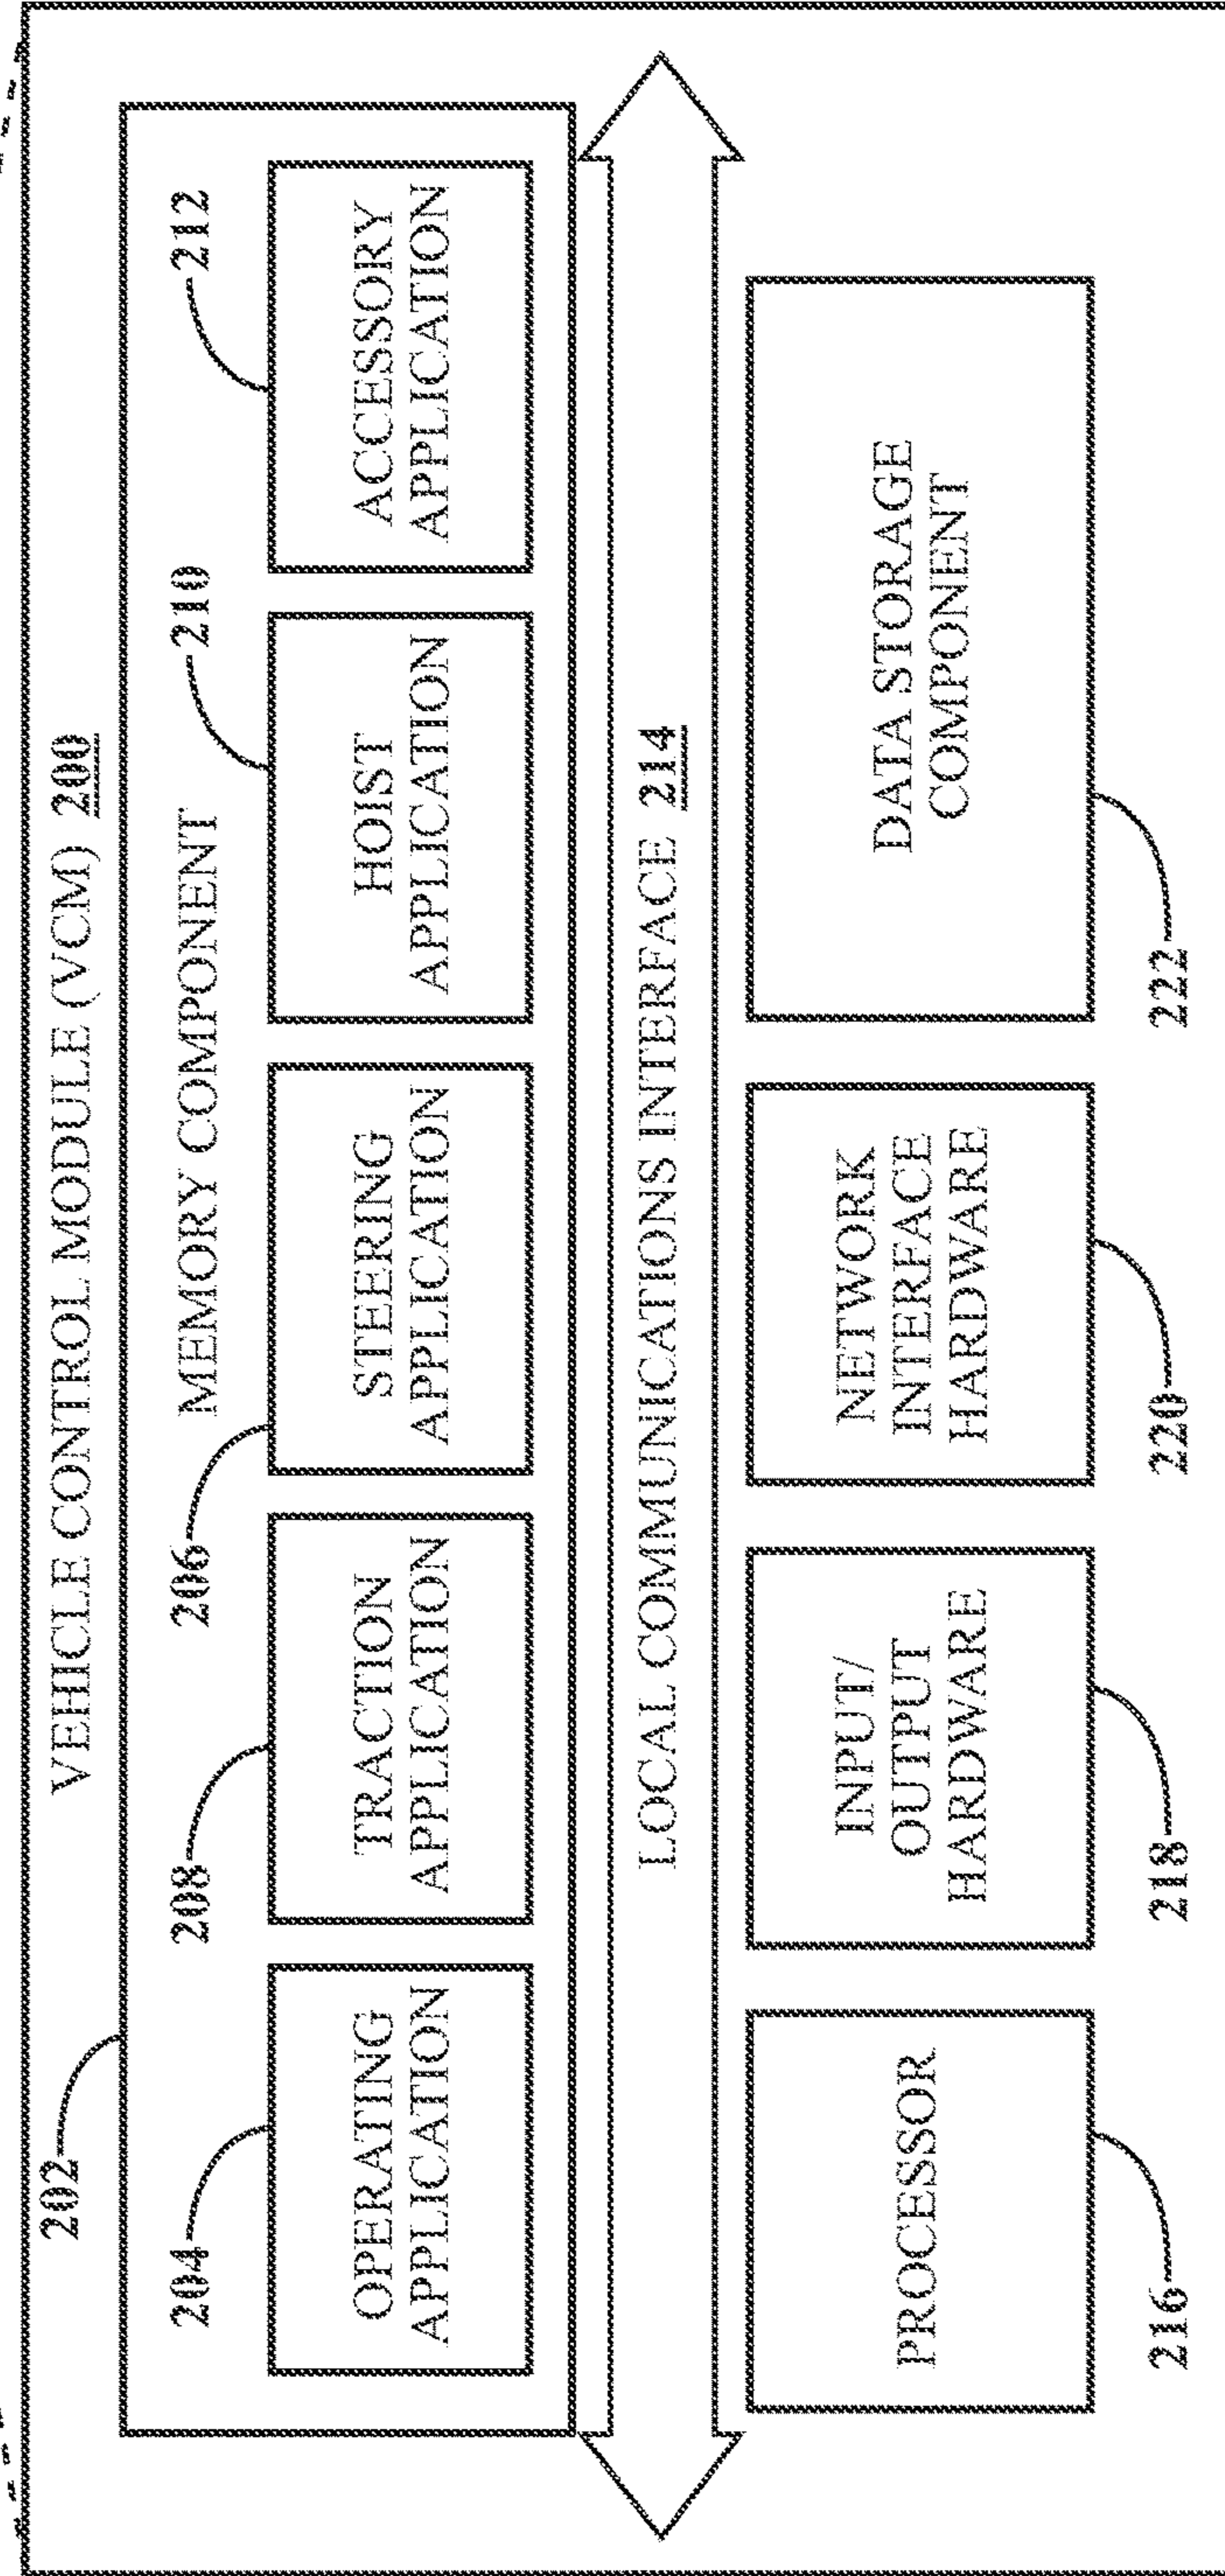 VEHICLE CONTROL MODULE (VCM) 200
202
MEMORY COMPONENT
204
208
206
210
212
OPERATING
APPLICATION
TRACTION
APPLICATION
STEERING
APPLICATION
HOIST
APPLICATION
ACCESSORY
APPLICATION
LOCAL COMMUNICATIONS INTERFACE 214
PROCESSOR
INPUT/
OUTPUT
HARDWARE
NETWORK
INTERFACE
HARDWARE
DATA STORAGE
COMPONENT
216
218
220
222